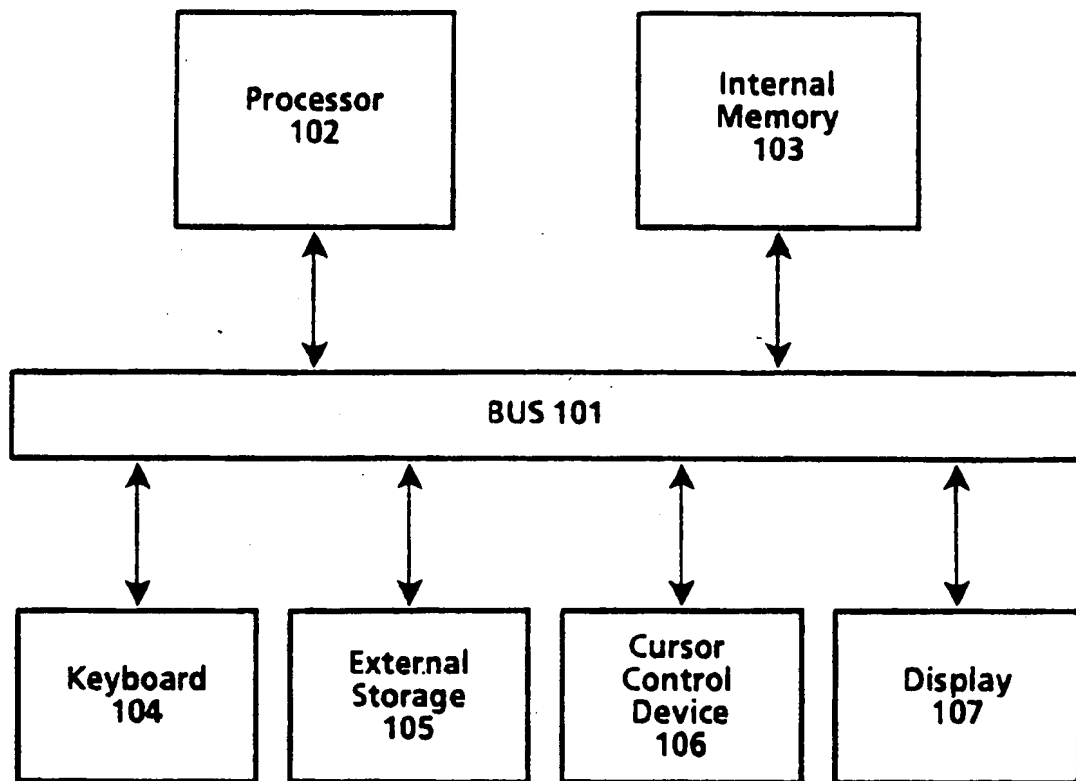 Processor
102
Internal
Memory
103
BUS 101
Keyboard
104
External
Storage
105
Cursor
Control
Device
106
Display
107